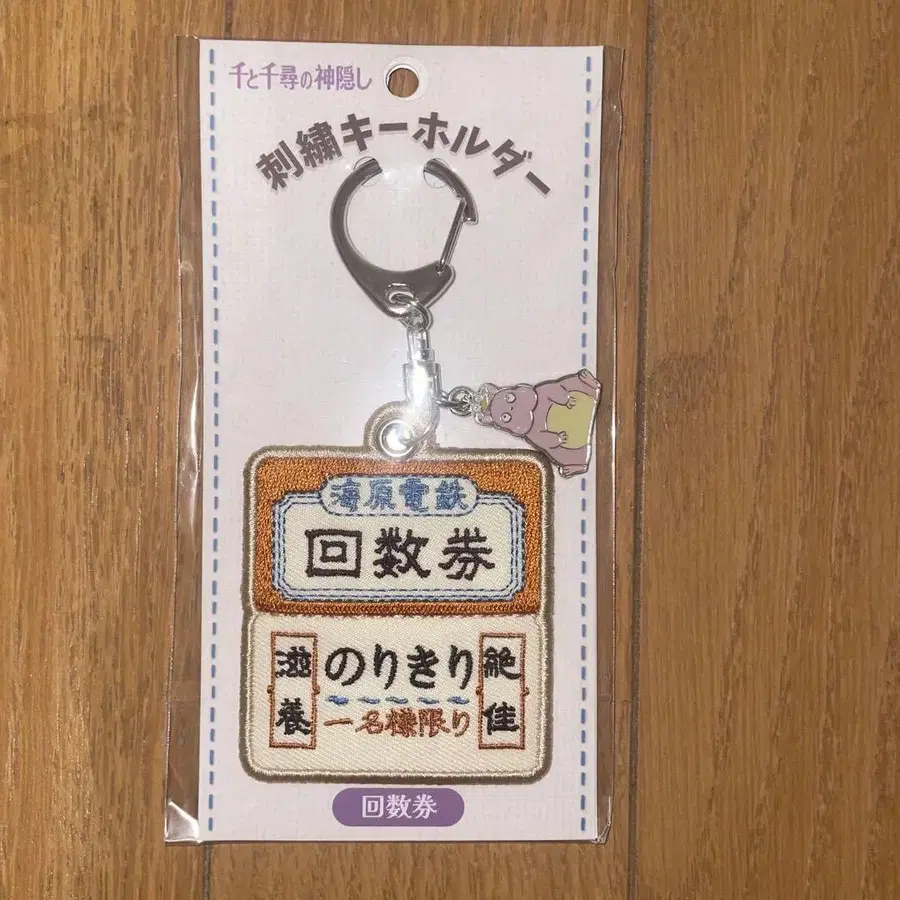 千と千尋の神隠し
刺繍キーホルダー
海原電鉄
回数券
滋養
のりきり
一名様限り
絶佳
回数券